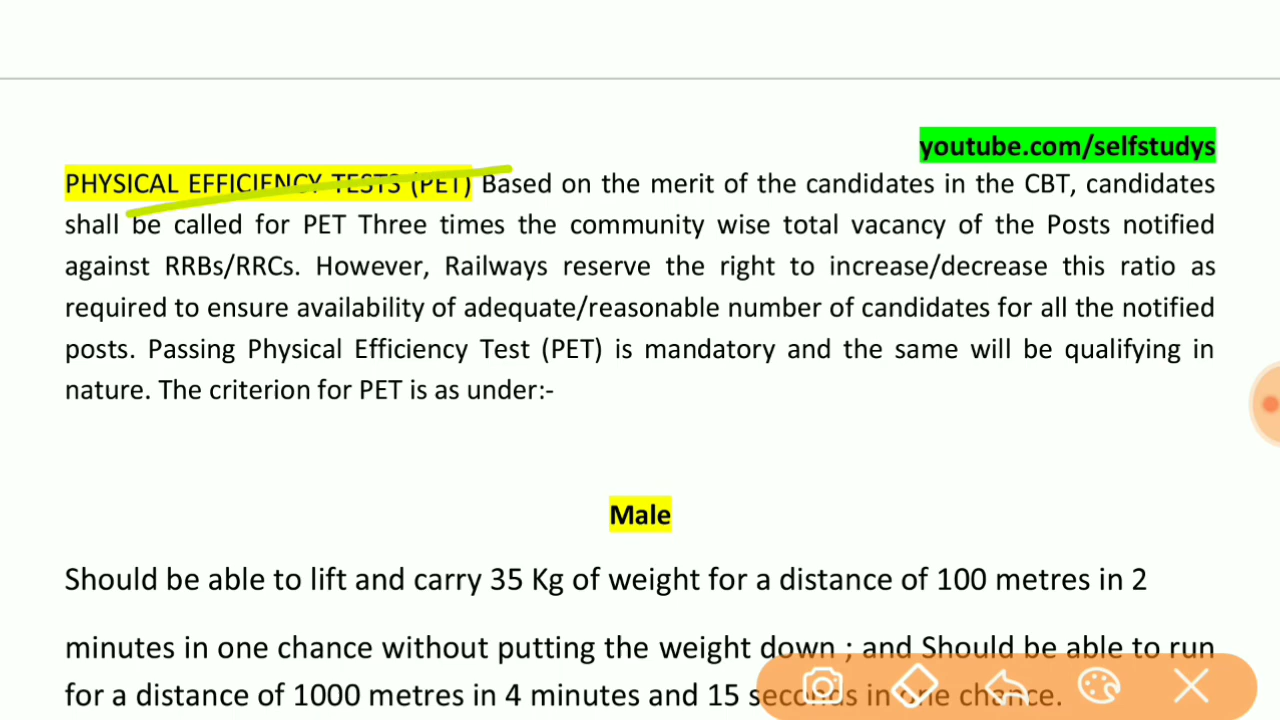 youtube.com/selfstudys
PHYSICAL EFFICIENCY TESTS (PET) Based on the merit of the candidates in the CBT, candidates
shall be called for PET Three times the community wise total vacancy of the Posts notified
against RRBs/RRCs. However, Railways reserve the right to increase/decrease this ratio as
required to ensure availability of adequate/reasonable number of candidates for all the notified
posts. Passing Physical Efficiency Test (PET) is mandatory and the same will be qualifying in
nature. The criterion for PET is as under:-
Male
Should be able to lift and carry 35 Kg of weight for a distance of 100 metres in 2
minutes in one chance without putting the weight down ; and Should be able to run
for a distance of 1000 metres in 4 minutes and 15 seconds in one chance.